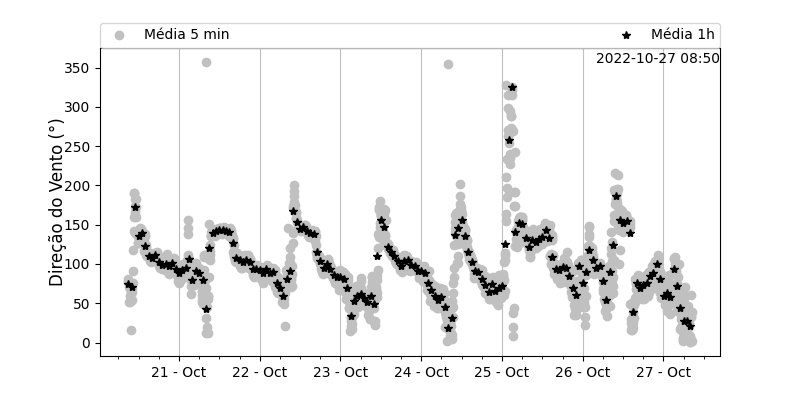 Média 5 min
Média 1h
2022-10-27 08:50
Direção do Vento (°)
350
300
250
200
150
100
50
0
21 - Oct
22 - Oct
23 - Oct
24 - Oct
25 - Oct
26 - Oct
27 - Oct